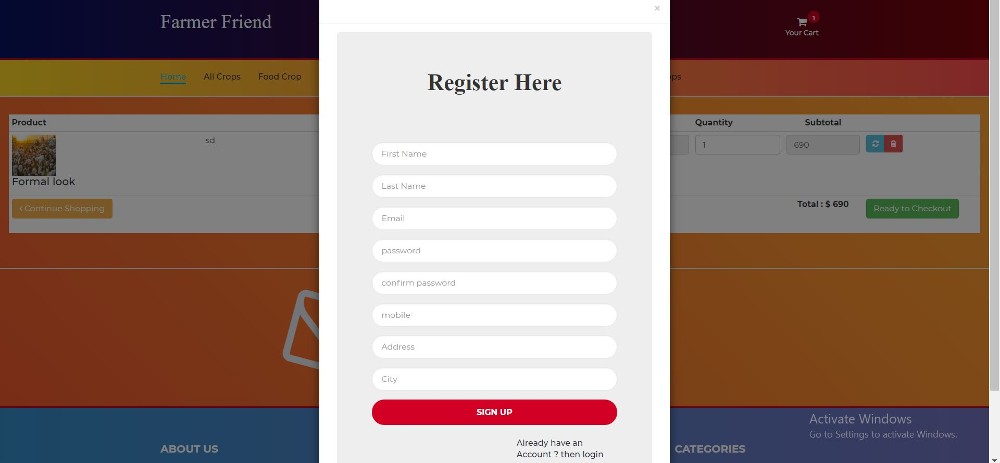 Farmer Friend
1
Your Cart
Home
All Crops
Food Crop
ops
×
Register Here
Product
Quantity
Subtotal
sd
1
690
Formal look
Continue Shopping
Total : $ 690
Ready to Checkout
First Name
Last Name
Email
password
confirm password
mobile
Address
City
SIGN UP
Already have an
Account ? then login
ABOUT US
CATEGORIES
Activate Windows
Go to Settings to activate Windows.